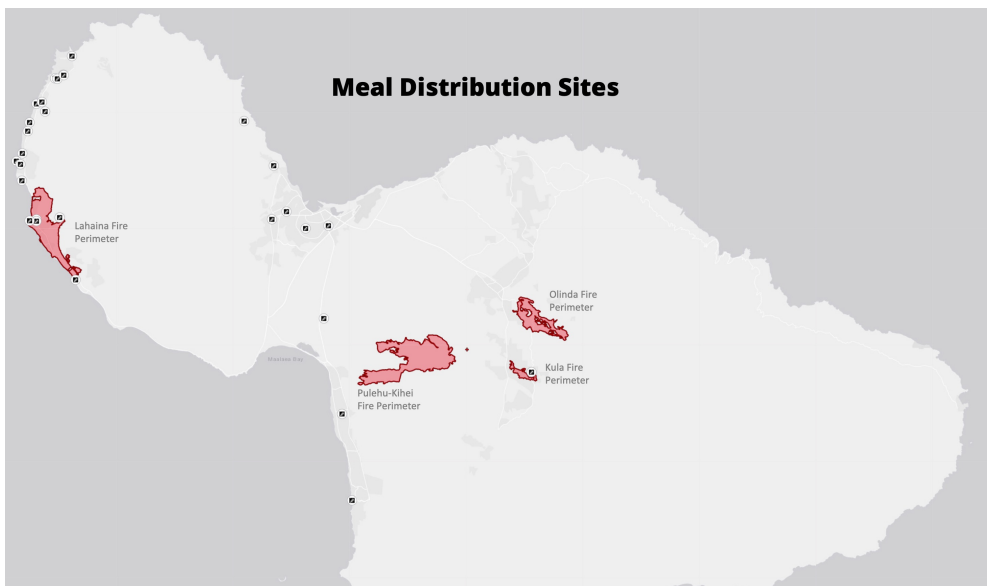 Meal Distribution Sites
Lahaina Fire
Perimeter
Olinda Fire
Perimeter
Kula Fire
Perimeter
Pulehu-Kihei
Fire Perimeter